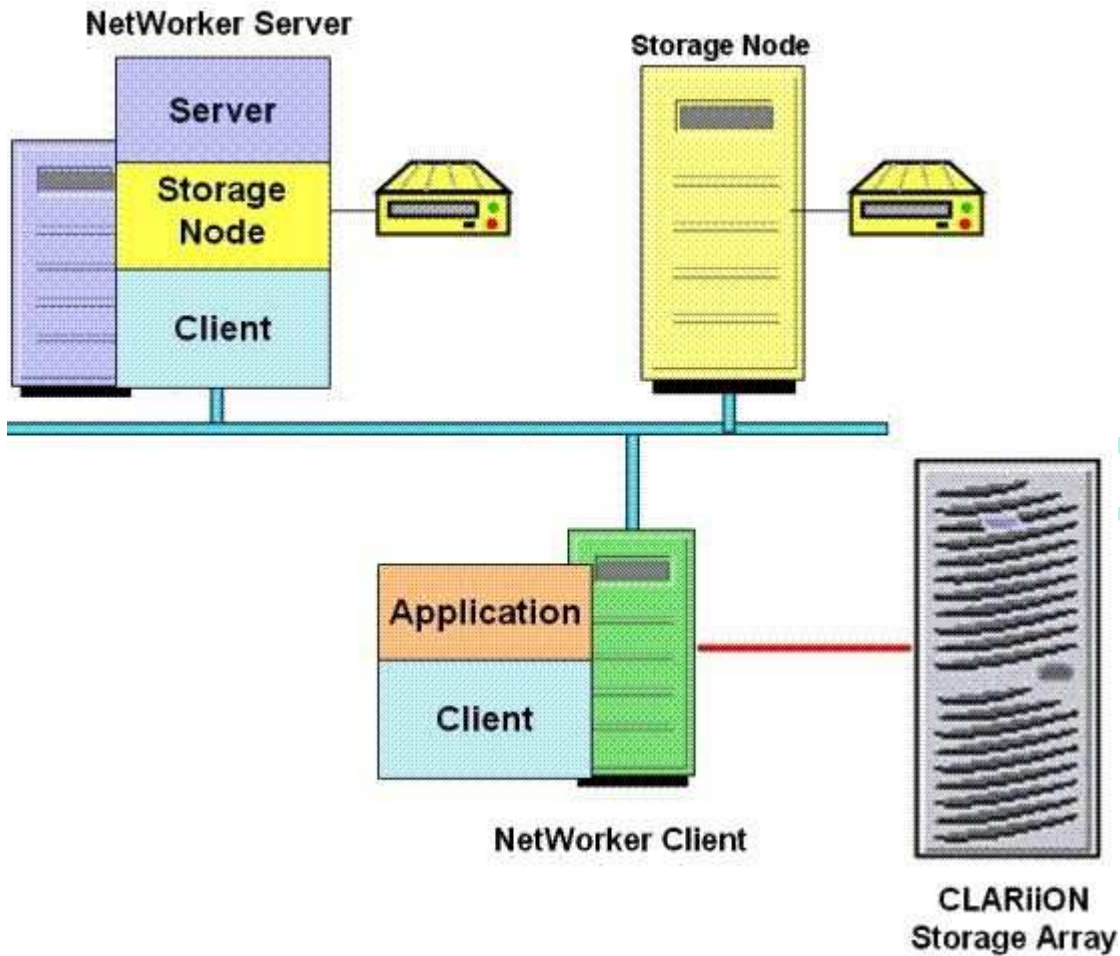 NetWorker Server
Storage Node
Server
Storage
Node
Client
Application
Client
NetWorker Client
CLARiiON
Storage Array